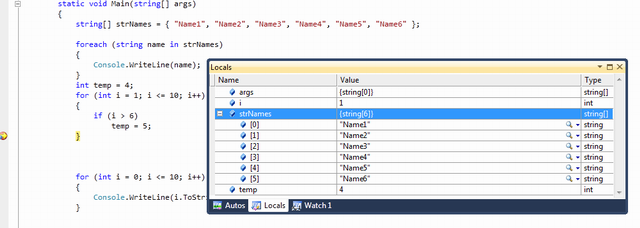 static void Main(string[] args)
{
string[] strNames = { "Name1", "Name2", "Name3", "Name4", "Name5", "Name6" };
foreach (string name in strNames)
{
Console.WriteLine(name);
}
int temp = 4;
for (int i = 1; i <= 10; i++)
{
if (i > 6)
temp = 5;
}
for (int i = 0; i <= 10; i++)
{
Console.WriteLine(i.ToStr
}
Locals
Name Value Type
args {string[0]} string[]
i 1 int
strNames {string[6]} string[]
[0] "Name1" string
[1] "Name2" string
[2] "Name3" string
[3] "Name4" string
[4] "Name5" string
[5] "Name6" string
temp 4 int
Autos Locals Watch 1